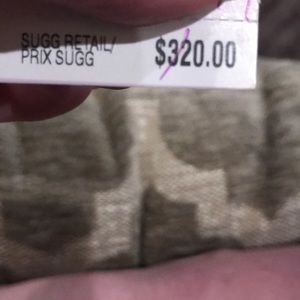 SUGG RETAIL/ $320.00
PRIX SUGG